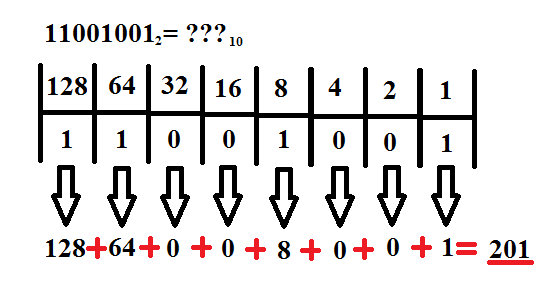 11001001₂= ???₁₀
128 64 32 16 8 4 2 1
1 1 0 0 1 0 0 1
128+64+0+0+8+0+0+1= 201